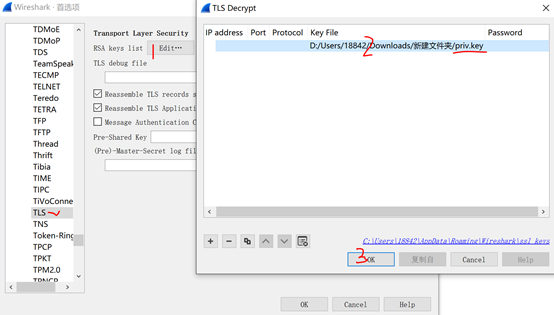 Wireshark · 首选项
TDMoE
TDMoP
TDS
TeamSpeak
TECMP
TELNET
Teredo
TETRA
TFP
TFTP
Thread
Thrift
Tibia
TIME
TIPC
TiVoConne
TLS
TNS
Token-Ring
TPCP
TPKT
TPM2.0
TPNCP
Transport Layer Security
RSA keys list
Edit…
1
TLS debug file
Reassemble TLS records s
Reassemble TLS Applicatio
Message Authentication C
Pre-Shared Key
(Pre)-Master-Secret log fil
OK
Cancel
Help
TLS Decrypt
IP address Port Protocol Key File Password
D:/Users/18842/Downloads/新建文件夹/priv.key
2
C:\Users\18842\AppData\Roaming\Wireshark\ssl_keys
3
OK
复制自
Cancel
Help